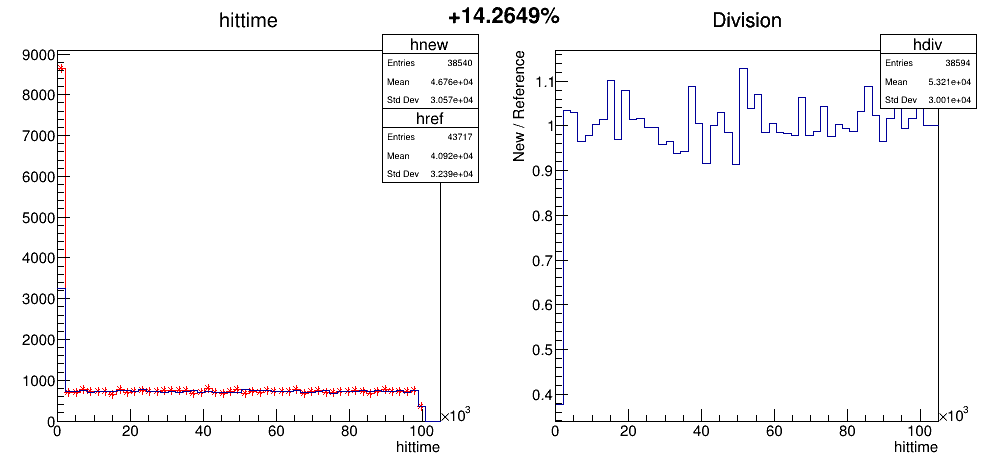 +14.2649%
hittime
hnew
Entries 38540
Mean 4.676e+04
Std Dev 3.057e+04
href
Entries 43717
Mean 4.092e+04
Std Dev 3.239e+04
9000
8000
7000
6000
5000
4000
3000
2000
1000
0
0 20 40 60 80 100 ×10³
hittime
Division
hdiv
Entries 38594
Mean 5.321e+04
Std Dev 3.001e+04
New / Reference
1.1
1
0.9
0.8
0.7
0.6
0.5
0.4
0 20 40 60 80 100 ×10³
hittime